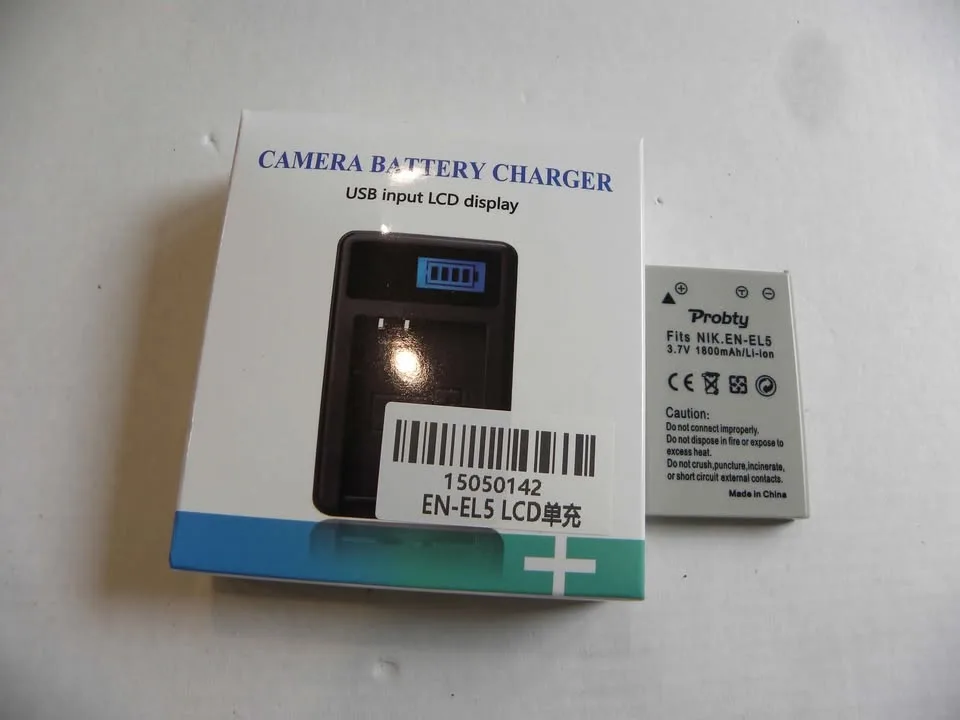 CAMERA BATTERY CHARGER
USB input LCD display
15050142
EN-EL5 LCD单充
Probty
Fits NIK.EN-EL5
3.7V 1800mAh/Li-ion
CE
Caution:
Do not connect improperly.
Do not dispose in fire or expose to
excess heat.
Do not crush,puncture,incinerate,
or short circuit external contacts.
Made in China